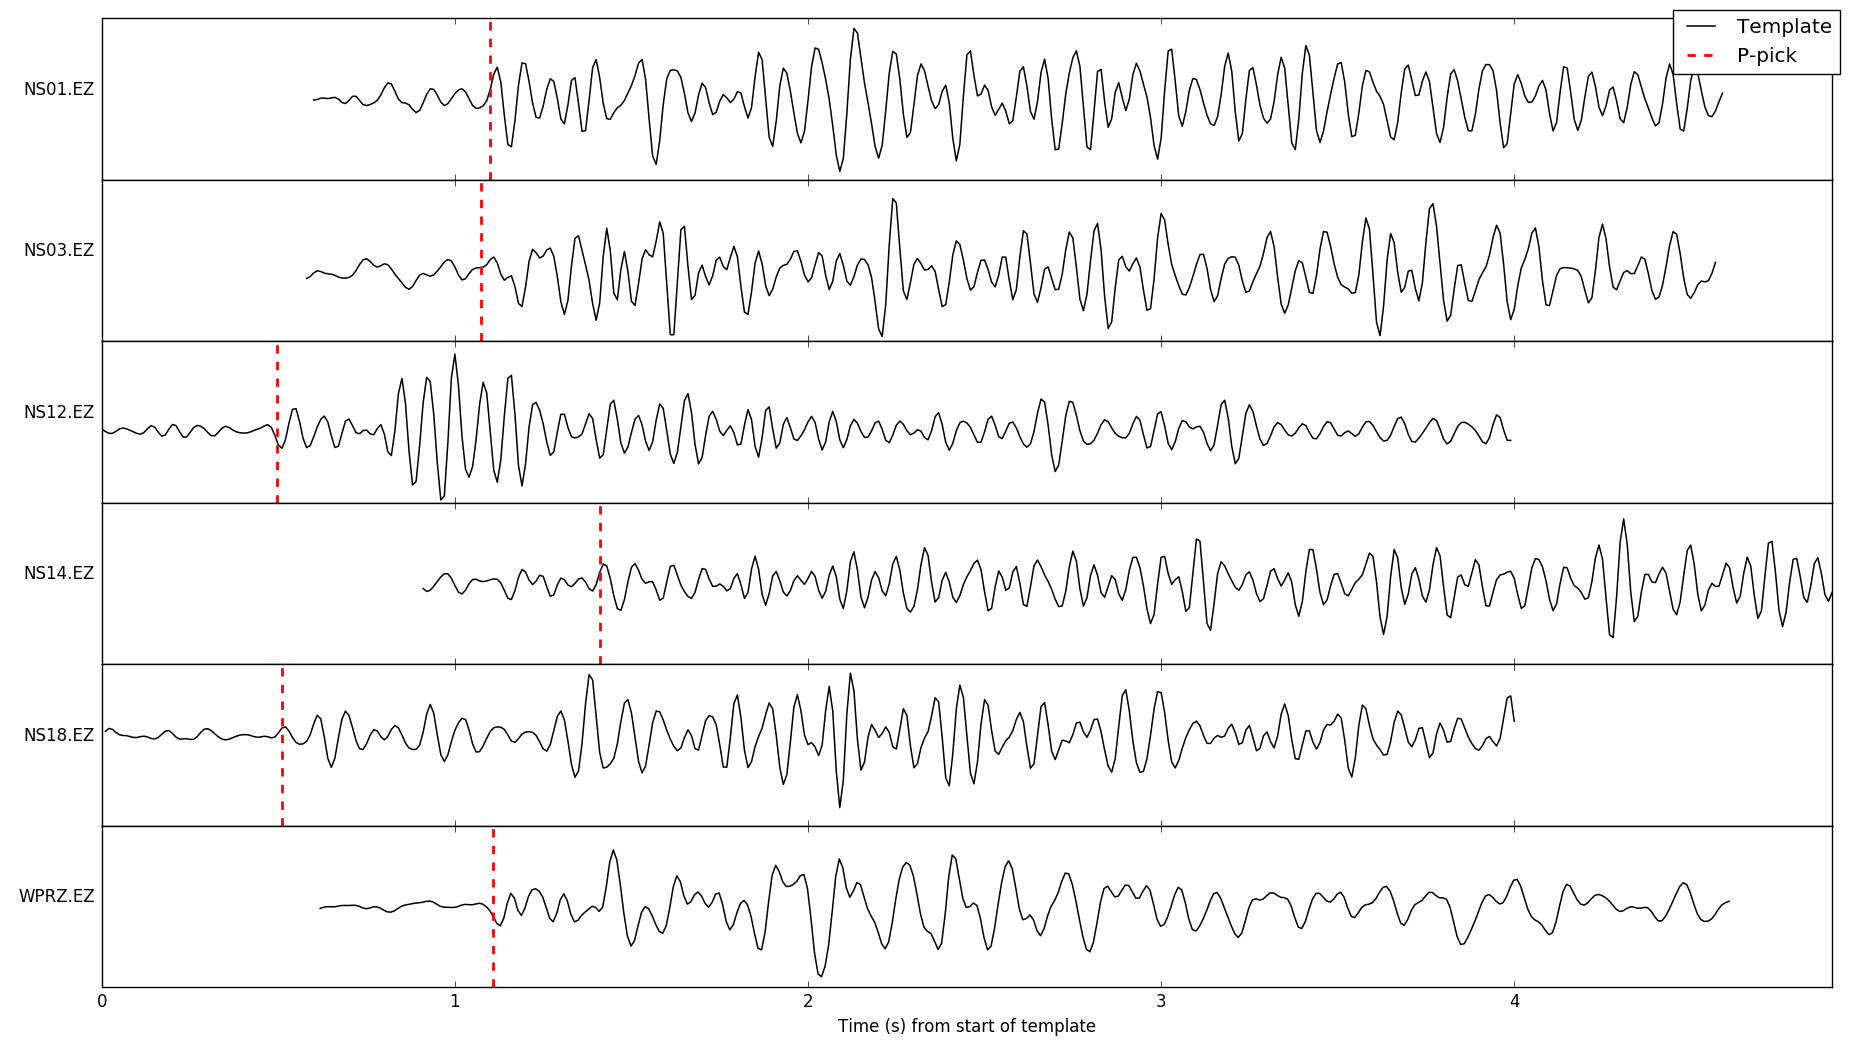 Template
P-pick
NS01.EZ
NS03.EZ
NS12.EZ
NS14.EZ
NS18.EZ
WPRZ.EZ
0 1 2 3 4
Time (s) from start of template